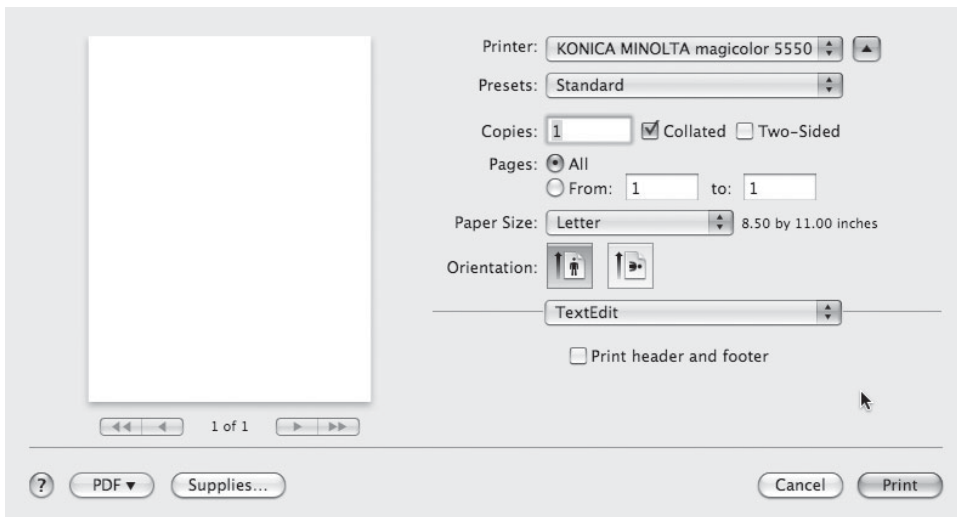 Printer: KONICA MINOLTA magicolor 5550
Presets: Standard
Copies: 1 Collated Two-Sided
Pages: All
From: 1 to: 1
Paper Size: Letter 8.50 by 11.00 inches
Orientation:
TextEdit
Print header and footer
1 of 1
? PDF Supplies... Cancel Print